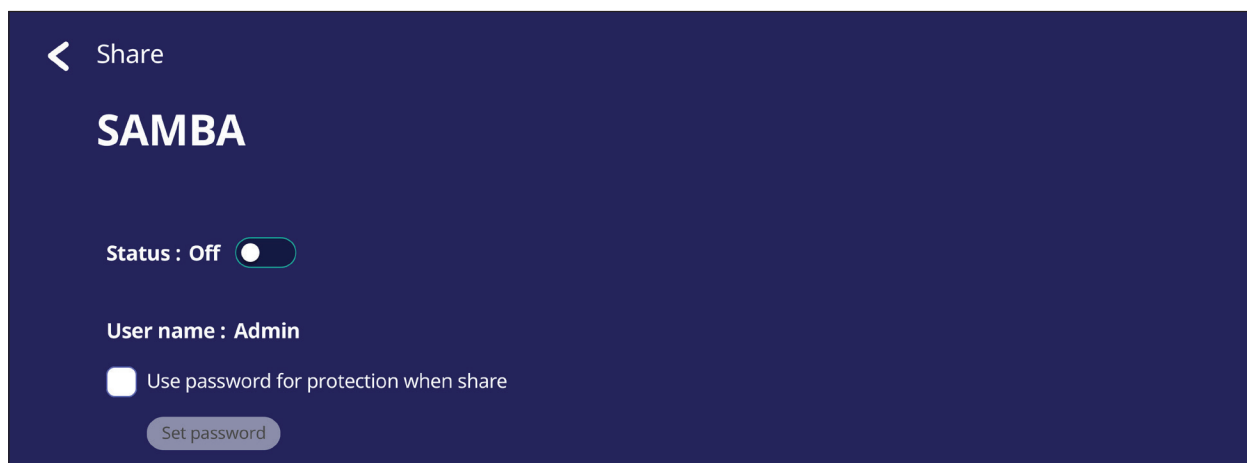 Share
SAMBA
Status : Off
User name : Admin
Use password for protection when share
Set password